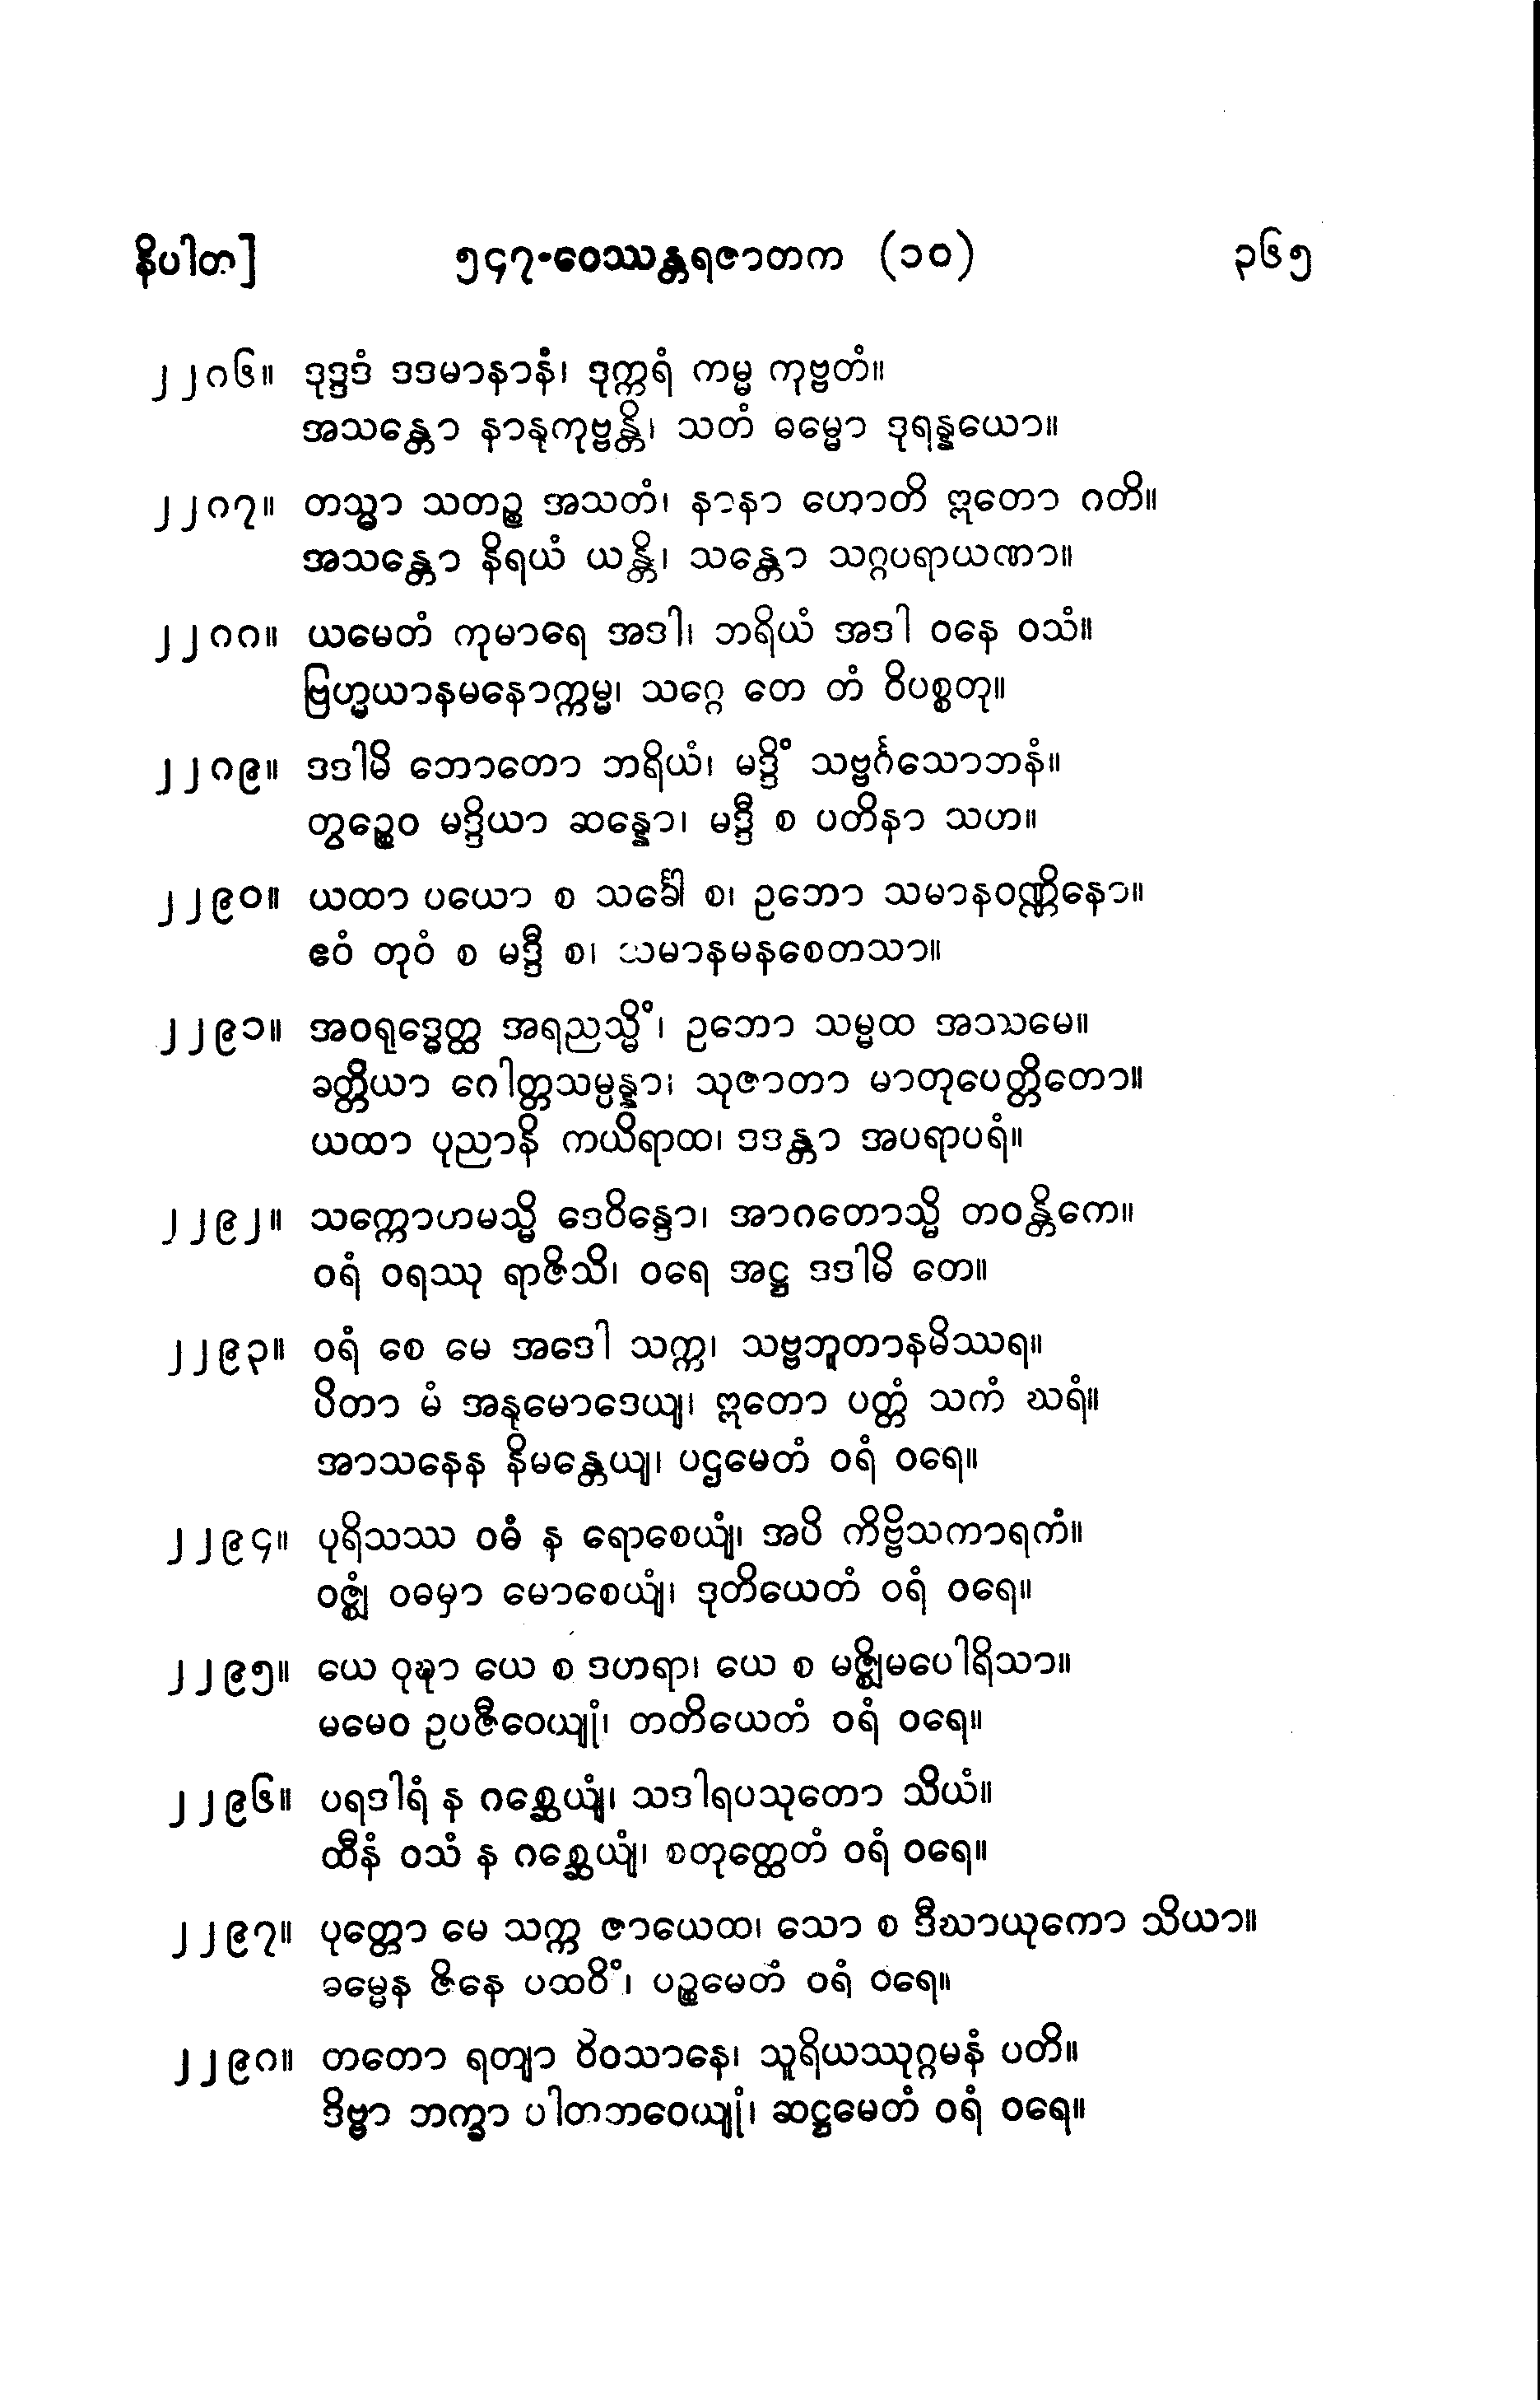 နိပါတ]	၅၄၇-ဝေဿန္တရဇာတက (၁၀)	၃၆၅
၂၂၈၆။ ဒုဒ္ဒဒံ ဒဒမာနာနံ၊ ဒုက္ကရံ ကမ္မ ကုဗ္ဗတံ။
အသန္တော နာနုကုဗ္ဗန္တိ၊ သတံ ဓမ္မော ဒုရန္နယော။
၂၂၈၇။ တသ္မာ သတဉ္စ အသတံ၊ နာနာ ဟောတိ ဣတော ဂတိ။
အသန္တော နိရယံ ယန္တိ၊ သန္တော သဂ္ဂပရာယဏာ။
၂၂၈၈။ ယမေတံ ကုမာရေ အဒါ၊ ဘရိယံ အဒါ ဝနေ ဝသံ။
ဗြဟ္မယာနမနောက္ကမ္မ၊ သဂ္ဂေ တေ တံ ဝိပစ္စတု။
၂၂၈၉။ ဒဒါမိ ဘောတော ဘရိယံ၊ မဒ္ဒိံ သဗ္ဗင်္ဂသောဘနံ။
တွဉ္စေဝ မဒ္ဒိယာ ဆန္နော၊ မဒ္ဒီ စ ပတိနာ သဟ။
၂၂၉၀။ ယထာ ပယော စ သင်္ခေါ စ၊ ဥဘော သမာနဝဏ္ဏိနော။
ဧဝံ တုဝံ စ မဒ္ဒီ စ၊ သမာနမနစေတသာ။
၂၂၉၁။ အဝရုဒ္ဓေတ္ထ အရညသ္မိံ၊ ဥဘော သမ္မထ အဿမေ။
ခတ္တိယာ ဂေါတ္တသမ္ပန္နာ၊ သုဇာတာ မာတုပေတ္တိတော။
ယထာ ပုညာနိ ကယိရာထ၊ ဒဒန္တာ အပရာပရံ။
၂၂၉၂။ သက္ကောဟမသ္မိ ဒေဝိန္ဒော၊ အာဂတောသ္မိ တဝန္တိကေ။
ဝရံ ဝရဿု ရာဇိသိ၊ ဝရေ အဋ္ဌ ဒဒါမိ တေ။
၂၂၉၃။ ဝရံ စေ မေ အဒေါ သက္က၊ သဗ္ဗဘူတာနမိဿရ။
ပိတာ မံ အနုမောဒေယျ၊ ဣတော ပတ္တံ သကံ ဃရံ။
အာသနေန နိမန္တေယျ၊ ပဌမေတံ ဝရံ ဝရေ။
၂၂၉၄။ ပုရိသဿ ဝဓံ န ရောစေယျံ၊ အပိ ကိဗ္ဗိသကာရကံ။
ဝဇ္ဈံ ဝဓမှာ မောစေယျံ၊ ဒုတိယေတံ ဝရံ ဝရေ။
၂၂၉၅။ ယေ ဝုဍ္ဎာ ယေ စ ဒဟရာ၊ ယေ စ မဇ္ဈိမပေါရိသာ။
မမေဝ ဥပဇီဝေယျုံ၊ တတိယေတံ ဝရံ ဝရေ။
၂၂၉၆။ ပရဒါရံ န ဂစ္ဆေယျံ၊ သဒါရပသုတော သိယံ။
ထီနံ ဝသံ န ဂစ္ဆေယျံ၊ စတုတ္ထေတံ ဝရံ ဝရေ။
၂၂၉၇။ ပုတ္တော မေ သက္က ဇာယေထ၊ သော စ ဒီဃာယုကော သိယာ။
ဓမ္မေန ဇိနေ ပထဝိံ၊ ပဉ္စမေတံ ဝရံ ဝရေ။
၂၂၉၈။ တတော ရတျာ ဝိဝသာနေ၊ သူရိယဿုဂ္ဂမနံ ပတိ။
ဒိဗ္ဗာ ဘက္ခာ ပါတုဘဝေယျုံ၊ ဆဋ္ဌမေတံ ဝရံ ဝရေ။